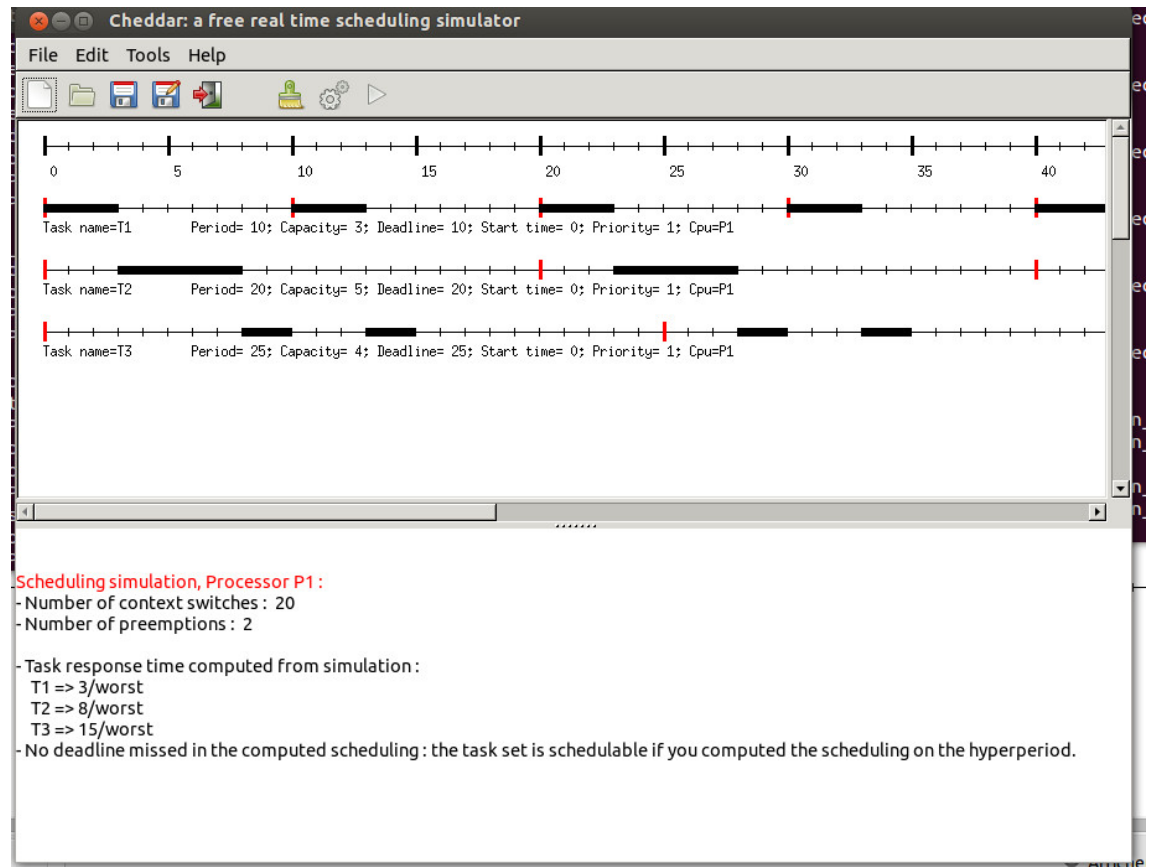 Cheddar: a free real time scheduling simulator
File Edit Tools Help
0 5 10 15 20 25 30 35 40
Task name=T1 Period= 10; Capacity= 3; Deadline= 10; Start time= 0; Priority= 1; Cpu=P1
Task name=T2 Period= 20; Capacity= 5; Deadline= 20; Start time= 0; Priority= 1; Cpu=P1
Task name=T3 Period= 25; Capacity= 4; Deadline= 25; Start time= 0; Priority= 1; Cpu=P1
Scheduling simulation, Processor P1 :
- Number of context switches : 20
- Number of preemptions : 2
- Task response time computed from simulation :
T1 => 3/worst
T2 => 8/worst
T3 => 15/worst
- No deadline missed in the computed scheduling : the task set is schedulable if you computed the scheduling on the hyperperiod.